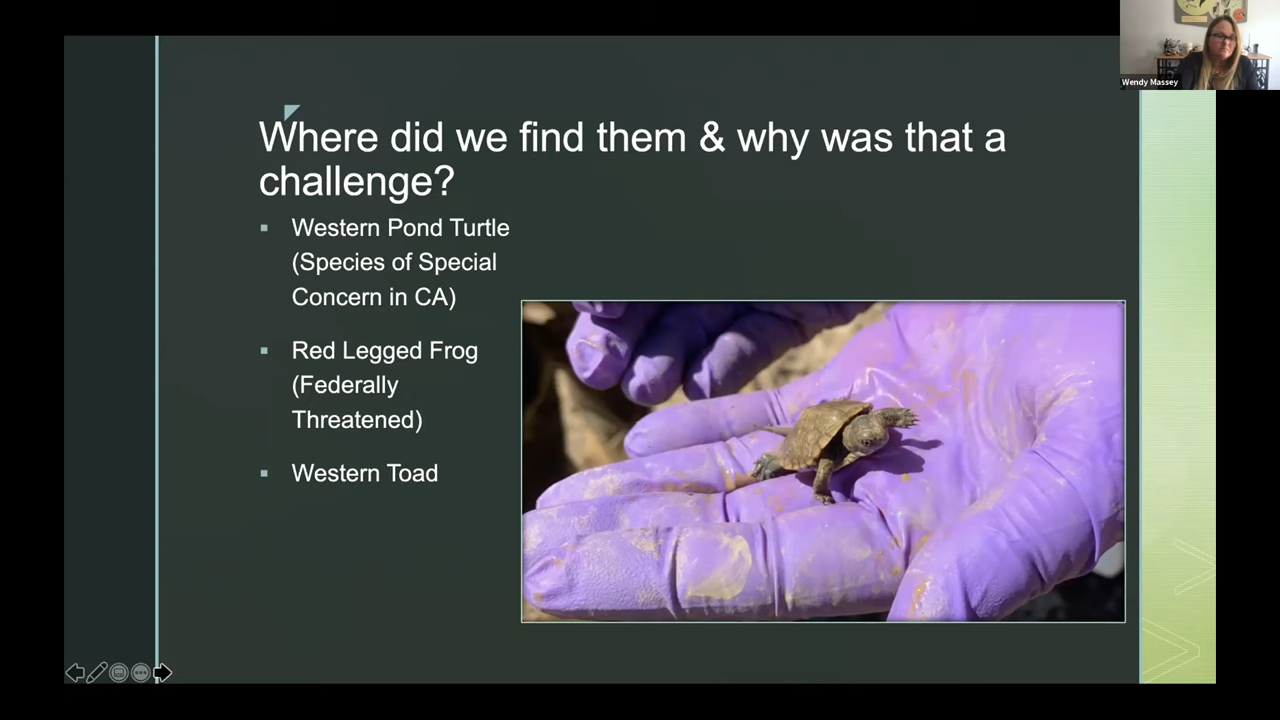 Wendy Massey
Where did we find them & why was that a
challenge?
▪ Western Pond Turtle
(Species of Special
Concern in CA)
▪ Red Legged Frog
(Federally
Threatened)
▪ Western Toad